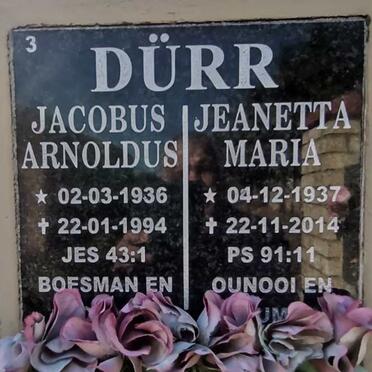 3
DÜRR
JACOBUS
ARNOLDUS
★ 02-03-1936
✝ 22-01-1994
JES 43:1
BOESMAN EN
JEANETTA
MARIA
★ 04-12-1937
✝ 22-11-2014
PS 91:11
OUNOOI EN